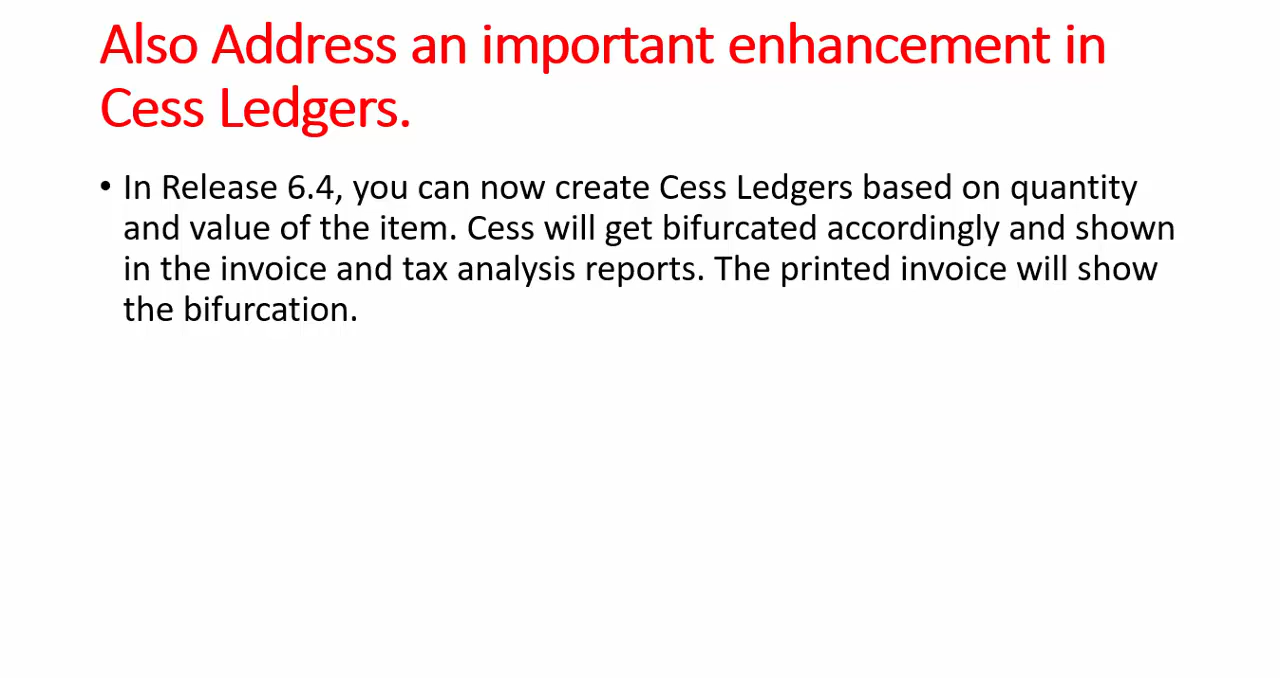 Also Address an important enhancement in
Cess Ledgers.
• In Release 6.4, you can now create Cess Ledgers based on quantity
and value of the item. Cess will get bifurcated accordingly and shown
in the invoice and tax analysis reports. The printed invoice will show
the bifurcation.